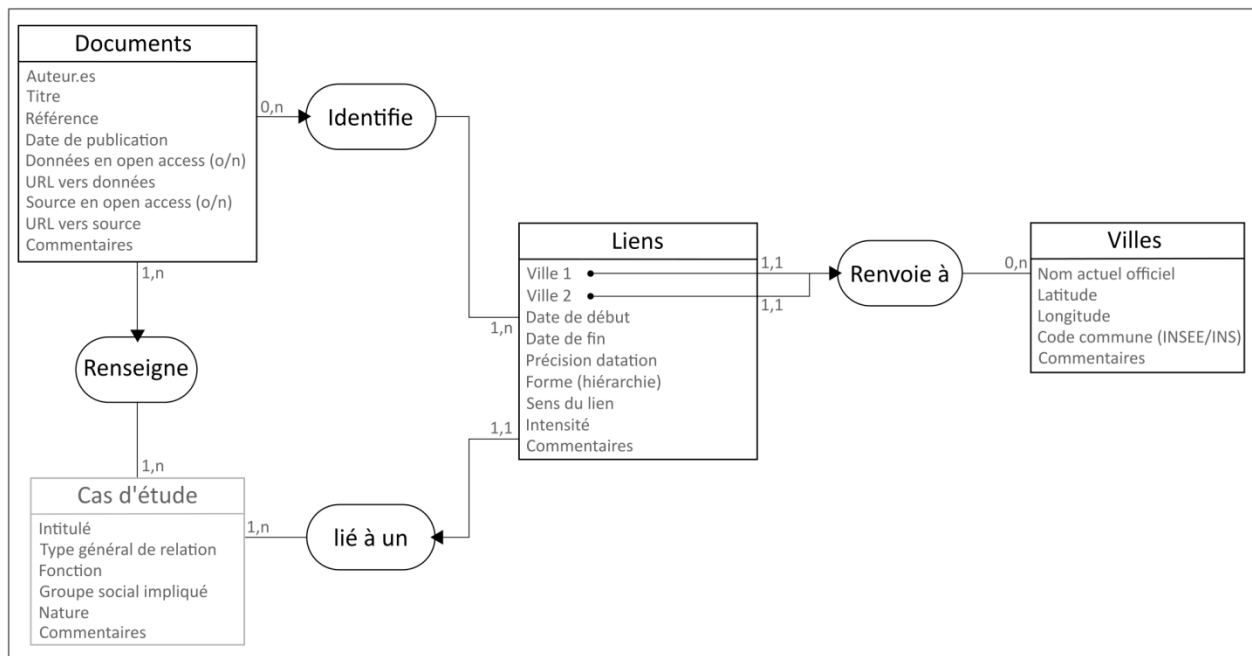 Documents
Auteur.es
Titre
Référence
Date de publication
Données en open access (o/n)
URL vers données
Source en open access (o/n)
URL vers source
Commentaires
0,n
Identifie
1,n
Renseigne
1,n
Cas d'étude
Intitulé
Type général de relation
Fonction
Groupe social impliqué
Nature
Commentaires
1,n
lié à un
1,1
1,n
Liens
Ville 1
Ville 2
Date de début
Date de fin
Précision datation
Forme (hiérarchie)
Sens du lien
Intensité
Commentaires
1,1
1,1
Renvoie à
0,n
Villes
Nom actuel officiel
Latitude
Longitude
Code commune (INSEE/INS)
Commentaires